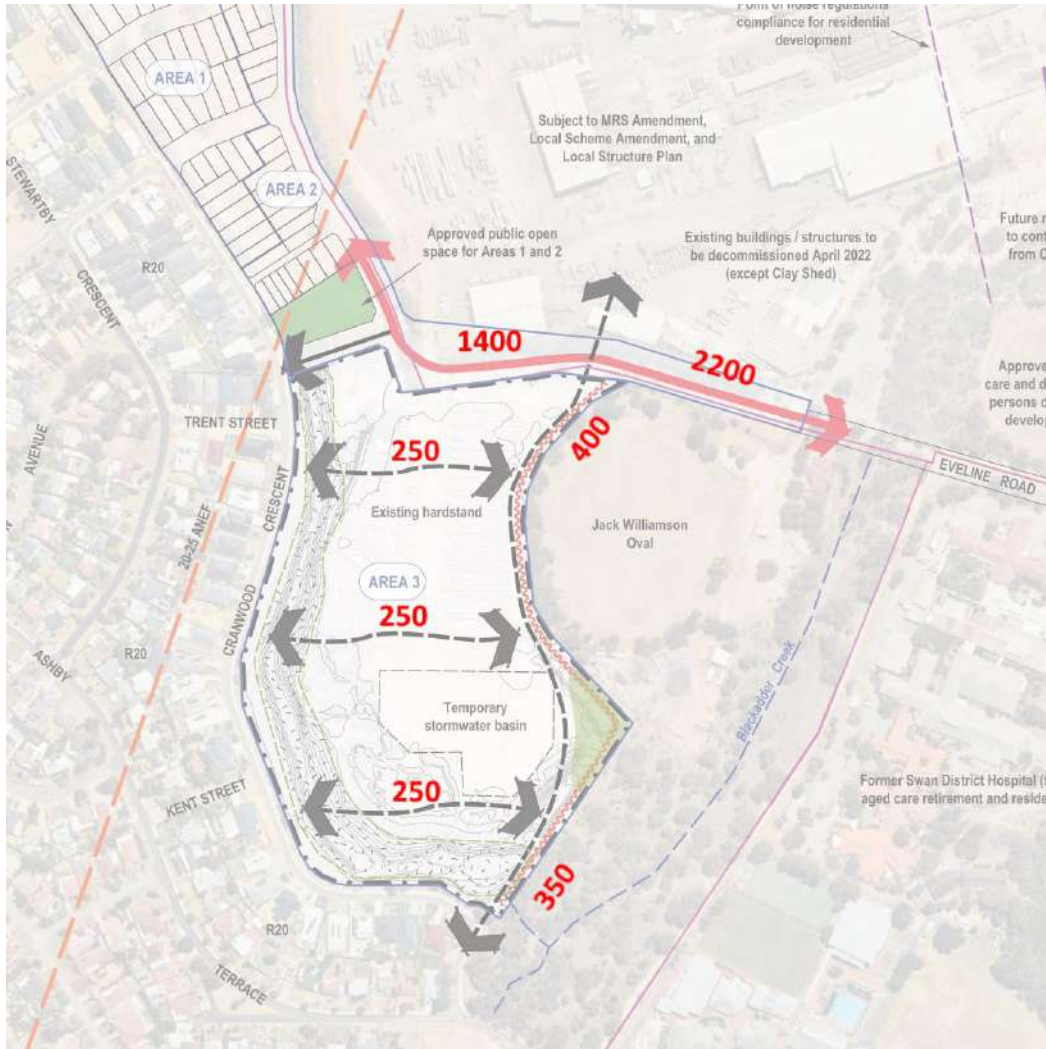 Point of noise regulations
compliance for residential
development
AREA 1
Subject to MRS Amendment,
Local Scheme Amendment, and
Local Structure Plan
STEWARTBY
CRESCENT
R20
AREA 2
Approved public open
space for Areas 1 and 2
Existing buildings / structures to
be decommissioned April 2022
(except Clay Shed)
Future
to
from
1400
2200
400
care and
persons
EVELINE ROAD
TRENT STREET
AVENUE
20-25 ANEF
CRESCENT
CRANWOOD
250
Existing hardstand
Jack Williamson
Oval
AREA 3
250
ASHBY
R20
Temporary
stormwater basin
Blackadder Creek
KENT STREET
250
Former Swan District Hospital
aged care retirement and
350
R20
TERRACE